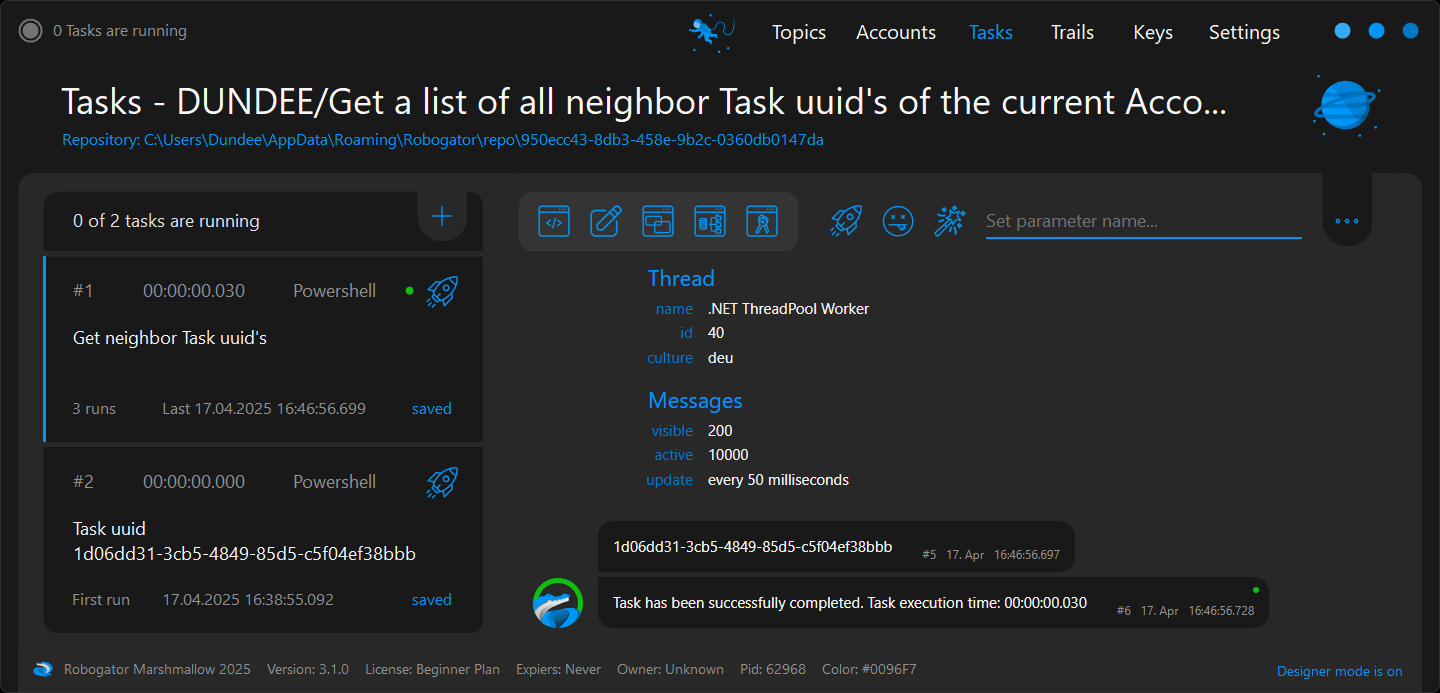 0 Tasks are running
Topics Accounts Tasks Trails Keys Settings
Tasks - DUNDEE/Get a list of all neighbor Task uuid's of the current Acco...
Repository: C:\Users\Dundee\AppData\Roaming\Robogator\repo\950ecc43-8db3-458e-9b2c-0360db0147da
0 of 2 tasks are running
+
Set parameter name...
#1 00:00:00.030 Powershell
Get neighbor Task uuid's
3 runs Last 17.04.2025 16:46:56.699 saved
#2 00:00:00.000 Powershell
Task uuid
1d06dd31-3cb5-4849-85d5-c5f04ef38bbb
First run 17.04.2025 16:38:55.092 saved
Thread
name .NET ThreadPool Worker
id 40
culture deu
Messages
visible 200
active 10000
update every 50 milliseconds
1d06dd31-3cb5-4849-85d5-c5f04ef38bbb #5 17. Apr 16:46:56.697
Task has been successfully completed. Task execution time: 00:00:00.030 #6 17. Apr 16:46:56.728
Robogator Marshmallow 2025 Version: 3.1.0 License: Beginner Plan Expiers: Never Owner: Unknown Pid: 62968 Color: #0096F7
Designer mode is on